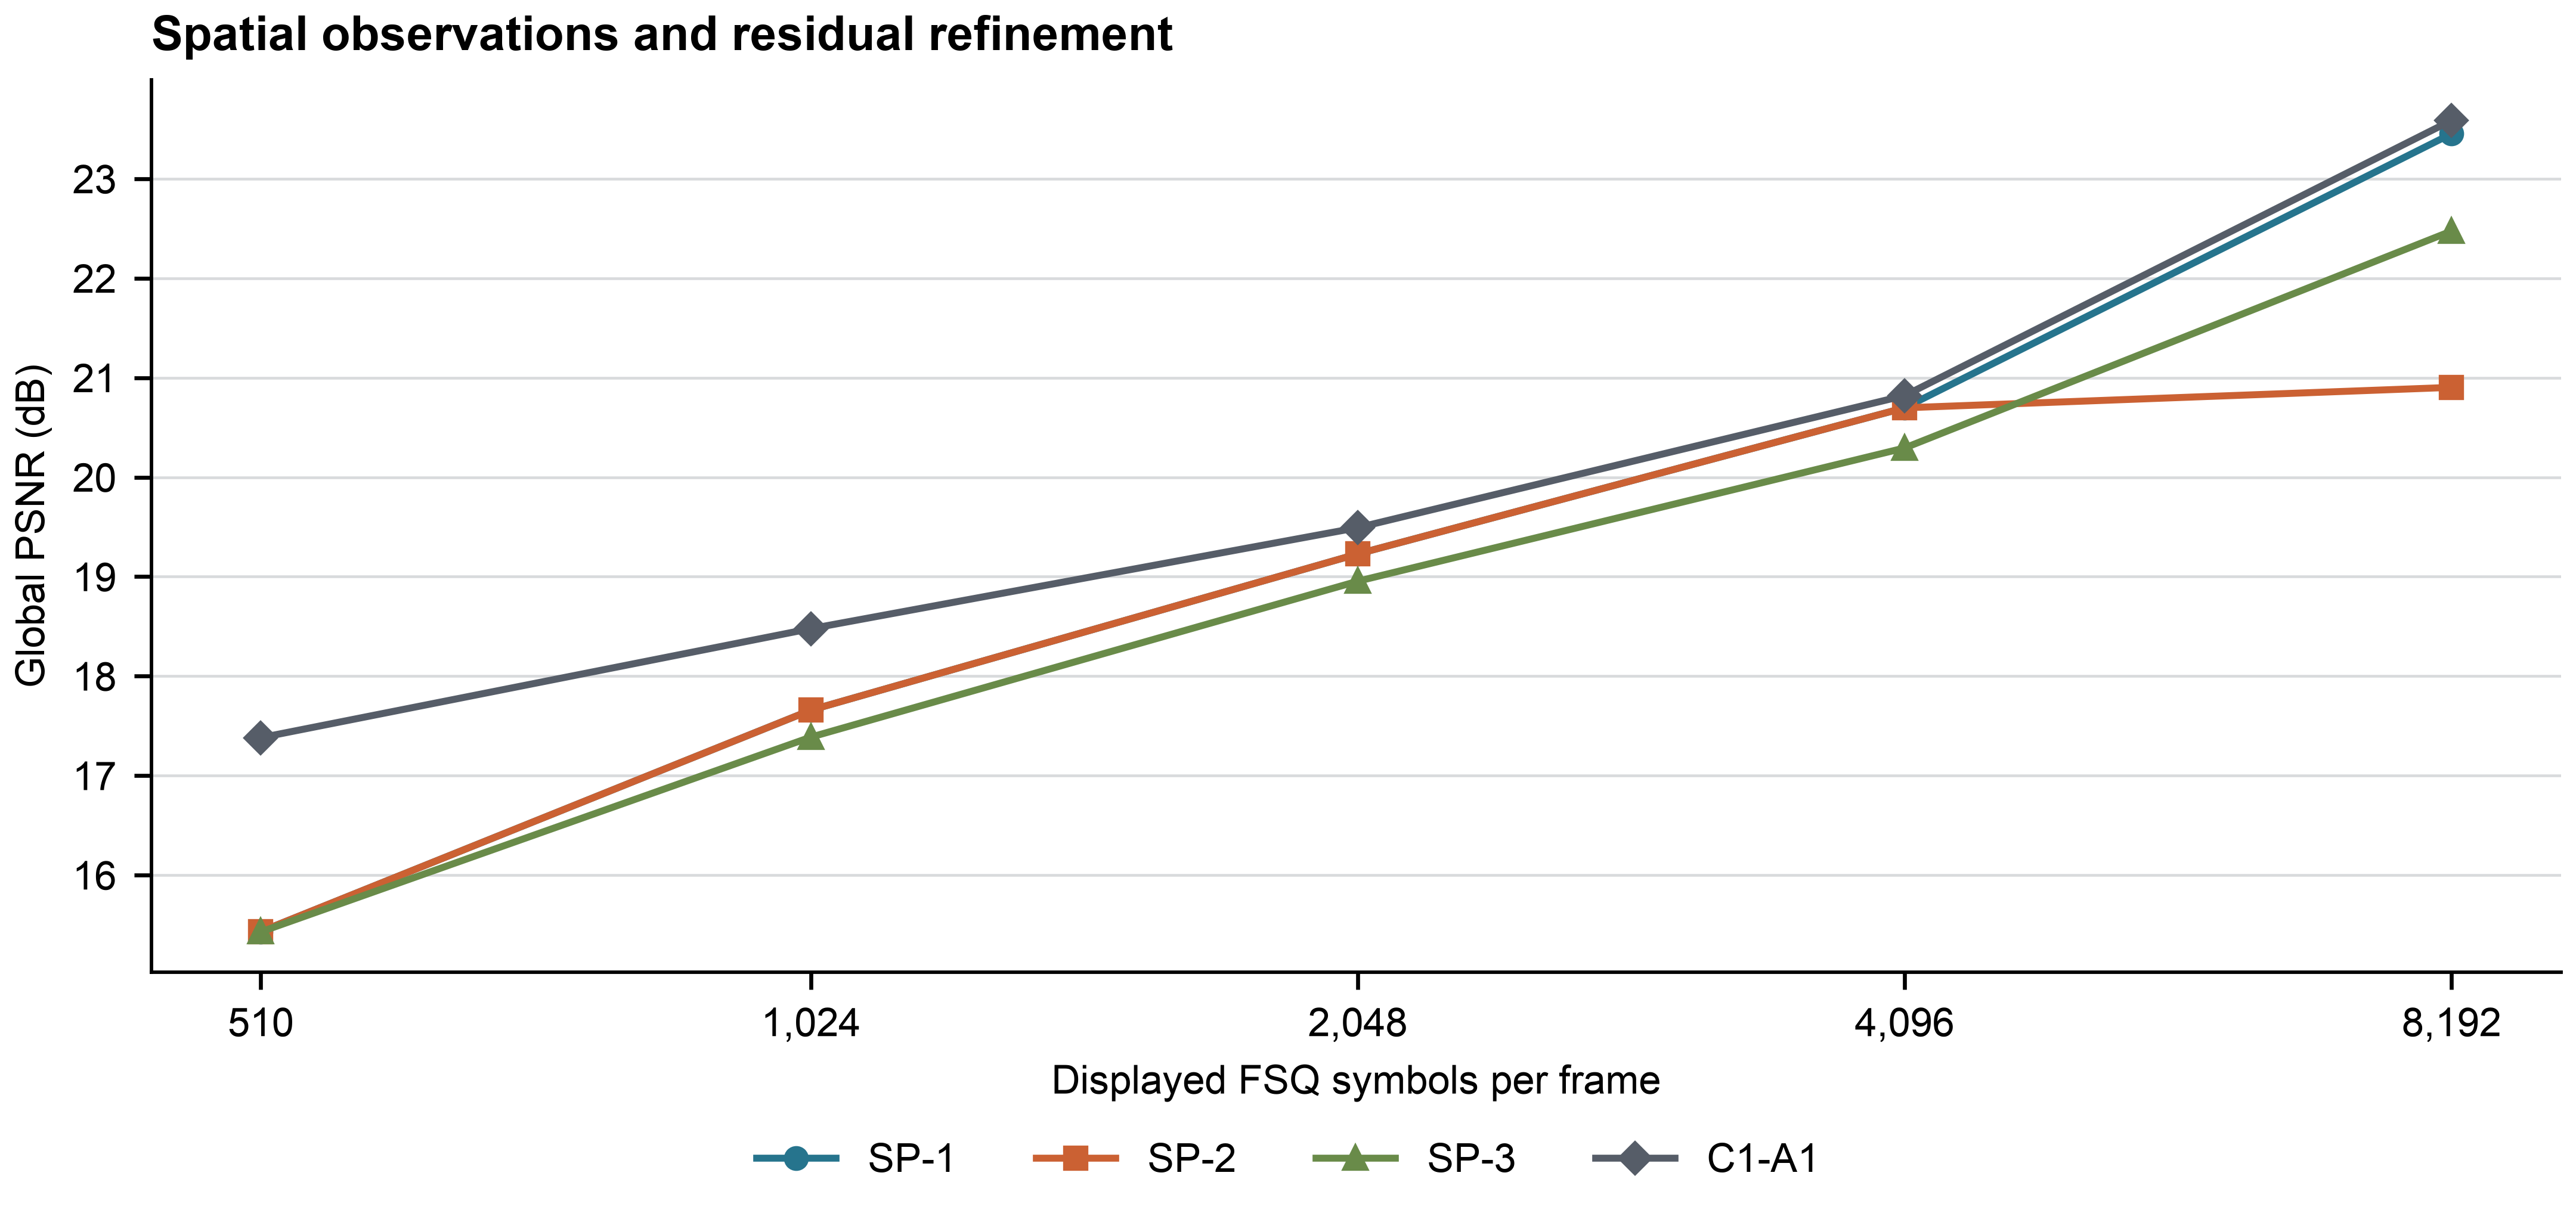 Spatial observations and residual refinement
Global PSNR (dB)
23
22
21
20
19
18
17
16
510 1,024 2,048 4,096 8,192
Displayed FSQ symbols per frame
SP-1 SP-2 SP-3 C1-A1